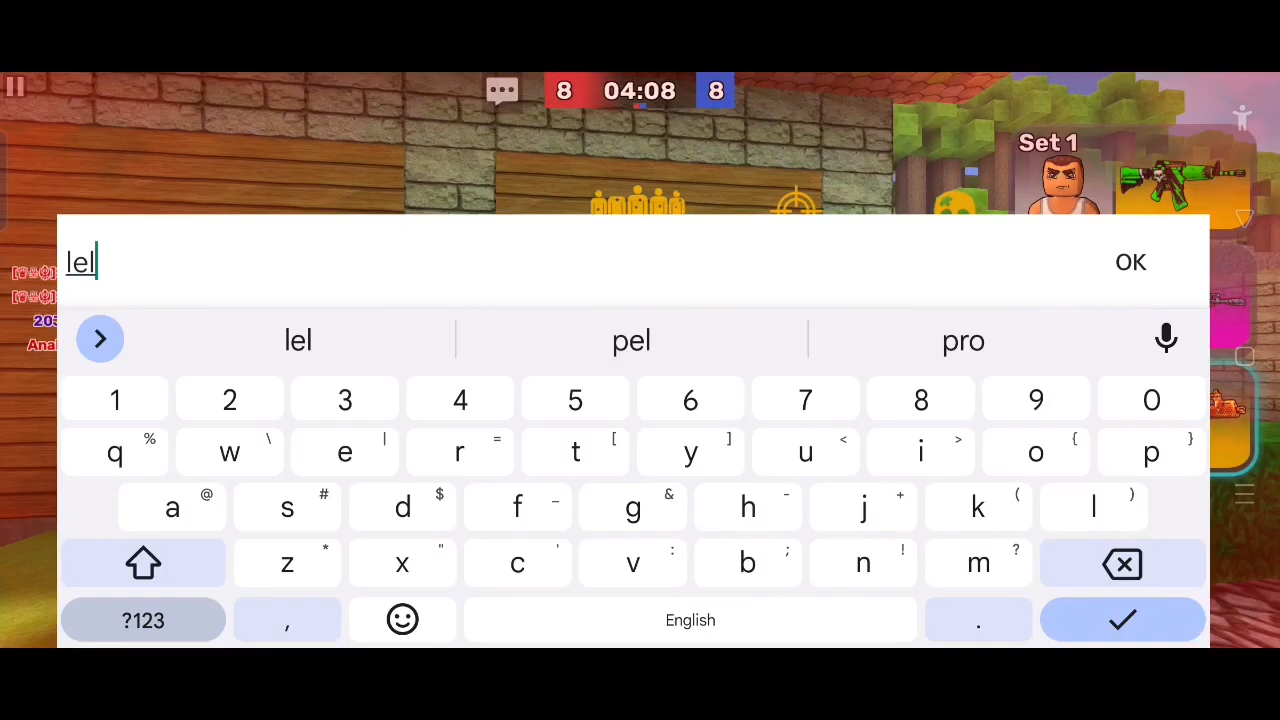 8 04:08 8
Set 1
lel
OK
lel pel pro
1 2 3 4 5 6 7 8 9 0
q % w \ e | r = t [ y ] u < i > o { p }
a @ s # d $ f _ g & h - j + k ( l )
z * x " c ' v : b ; n ! m ?
?123 , English .